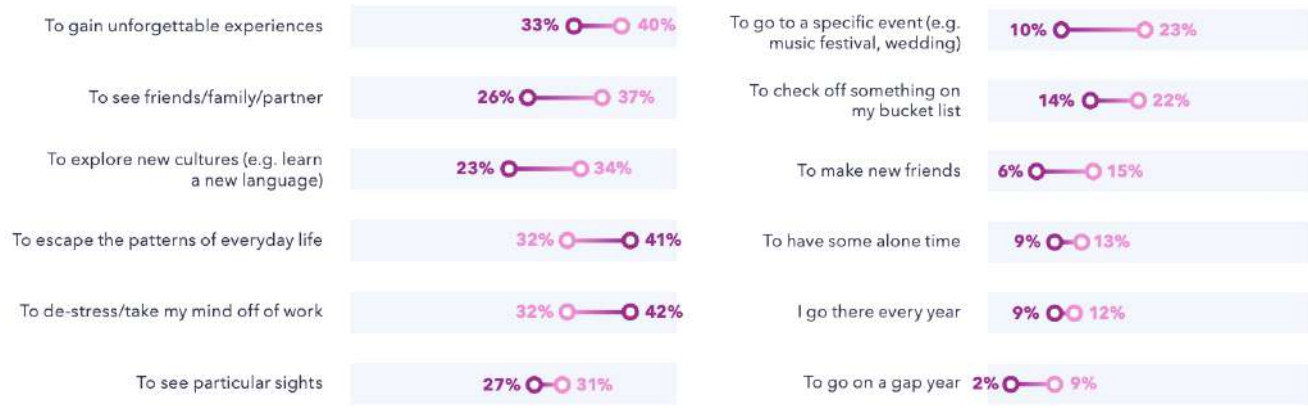 To gain unforgettable experiences
33% 40%
To see friends/family/partner
26% 37%
To explore new cultures (e.g. learn
a new language)
23% 34%
To escape the patterns of everyday life
32% 41%
To de-stress/take my mind off of work
32% 42%
To see particular sights
27% 31%
To go to a specific event (e.g.
music festival, wedding)
10% 23%
To check off something on
my bucket list
14% 22%
To make new friends
6% 15%
To have some alone time
9% 13%
I go there every year
9% 12%
To go on a gap year
2% 9%